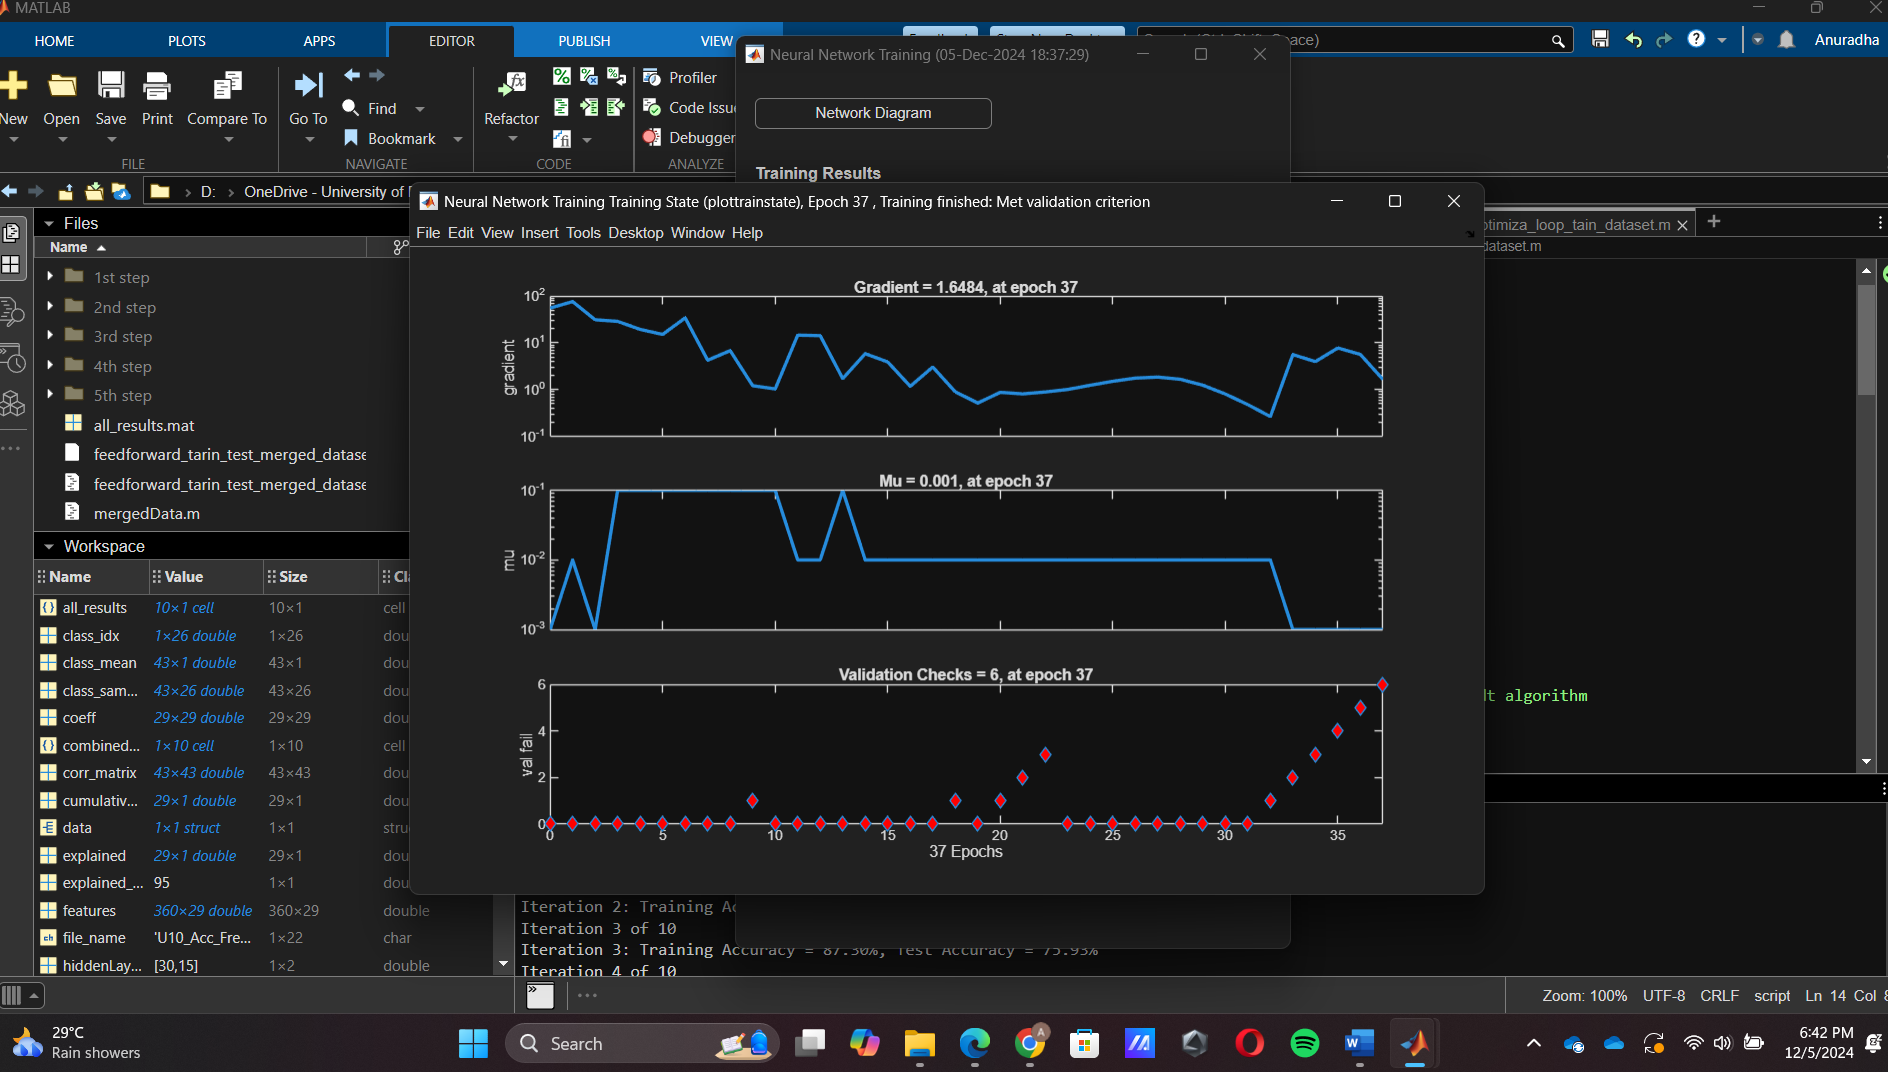 MATLAB
HOME PLOTS APPS EDITOR PUBLISH VIEW
Anuradha
New Open Save Print Compare To Go To Find Bookmark Refactor Profiler Debugger
FILE NAVIGATE CODE ANALYZE
D: › OneDrive - University of
Neural Network Training (05-Dec-2024 18:37:29)
Network Diagram
Training Results
Neural Network Training Training State (plottrainstate), Epoch 37 , Training finished: Met validation criterion
File Edit View Insert Tools Desktop Window Help
Gradient = 1.6484, at epoch 37
10²
10¹
10⁰
10⁻¹
gradient
Mu = 0.001, at epoch 37
10⁻¹
10⁻²
10⁻³
mu
Validation Checks = 6, at epoch 37
6
4
2
0
val fail
0 5 10 15 20 25 30 35
37 Epochs
Files
Name
1st step
2nd step
3rd step
4th step
5th step
all_results.mat
feedforward_tarin_test_merged_datase
feedforward_tarin_test_merged_datase
mergedData.m
Workspace
Name Value Size
all_results 10×1 cell 10×1 cell
class_idx 1×26 double 1×26 dou
class_mean 43×1 double 43×1 dou
class_sam... 43×26 double 43×26 dou
coeff 29×29 double 29×29 dou
combined... 1×10 cell 1×10 cell
corr_matrix 43×43 double 43×43 dou
cumulativ... 29×1 double 29×1 dou
data 1×1 struct 1×1 stru
explained 29×1 double 29×1 dou
explained_... 95 1×1 dou
features 360×29 double 360×29 double
file_name 'U10_Acc_Fre... 1×22 char
hiddenLay... [30,15] 1×2 double
ptimiza_loop_tain_dataset.m
dataset.m
algorithm
Iteration 2: Training Ac
Iteration 3 of 10
Iteration 3: Training Accuracy = 87.30%, Test Accuracy = 75.93%
Iteration 4 of 10
Zoom: 100% UTF-8 CRLF script Ln 14 Col 8
29°C
Rain showers
Search
6:42 PM
12/5/2024